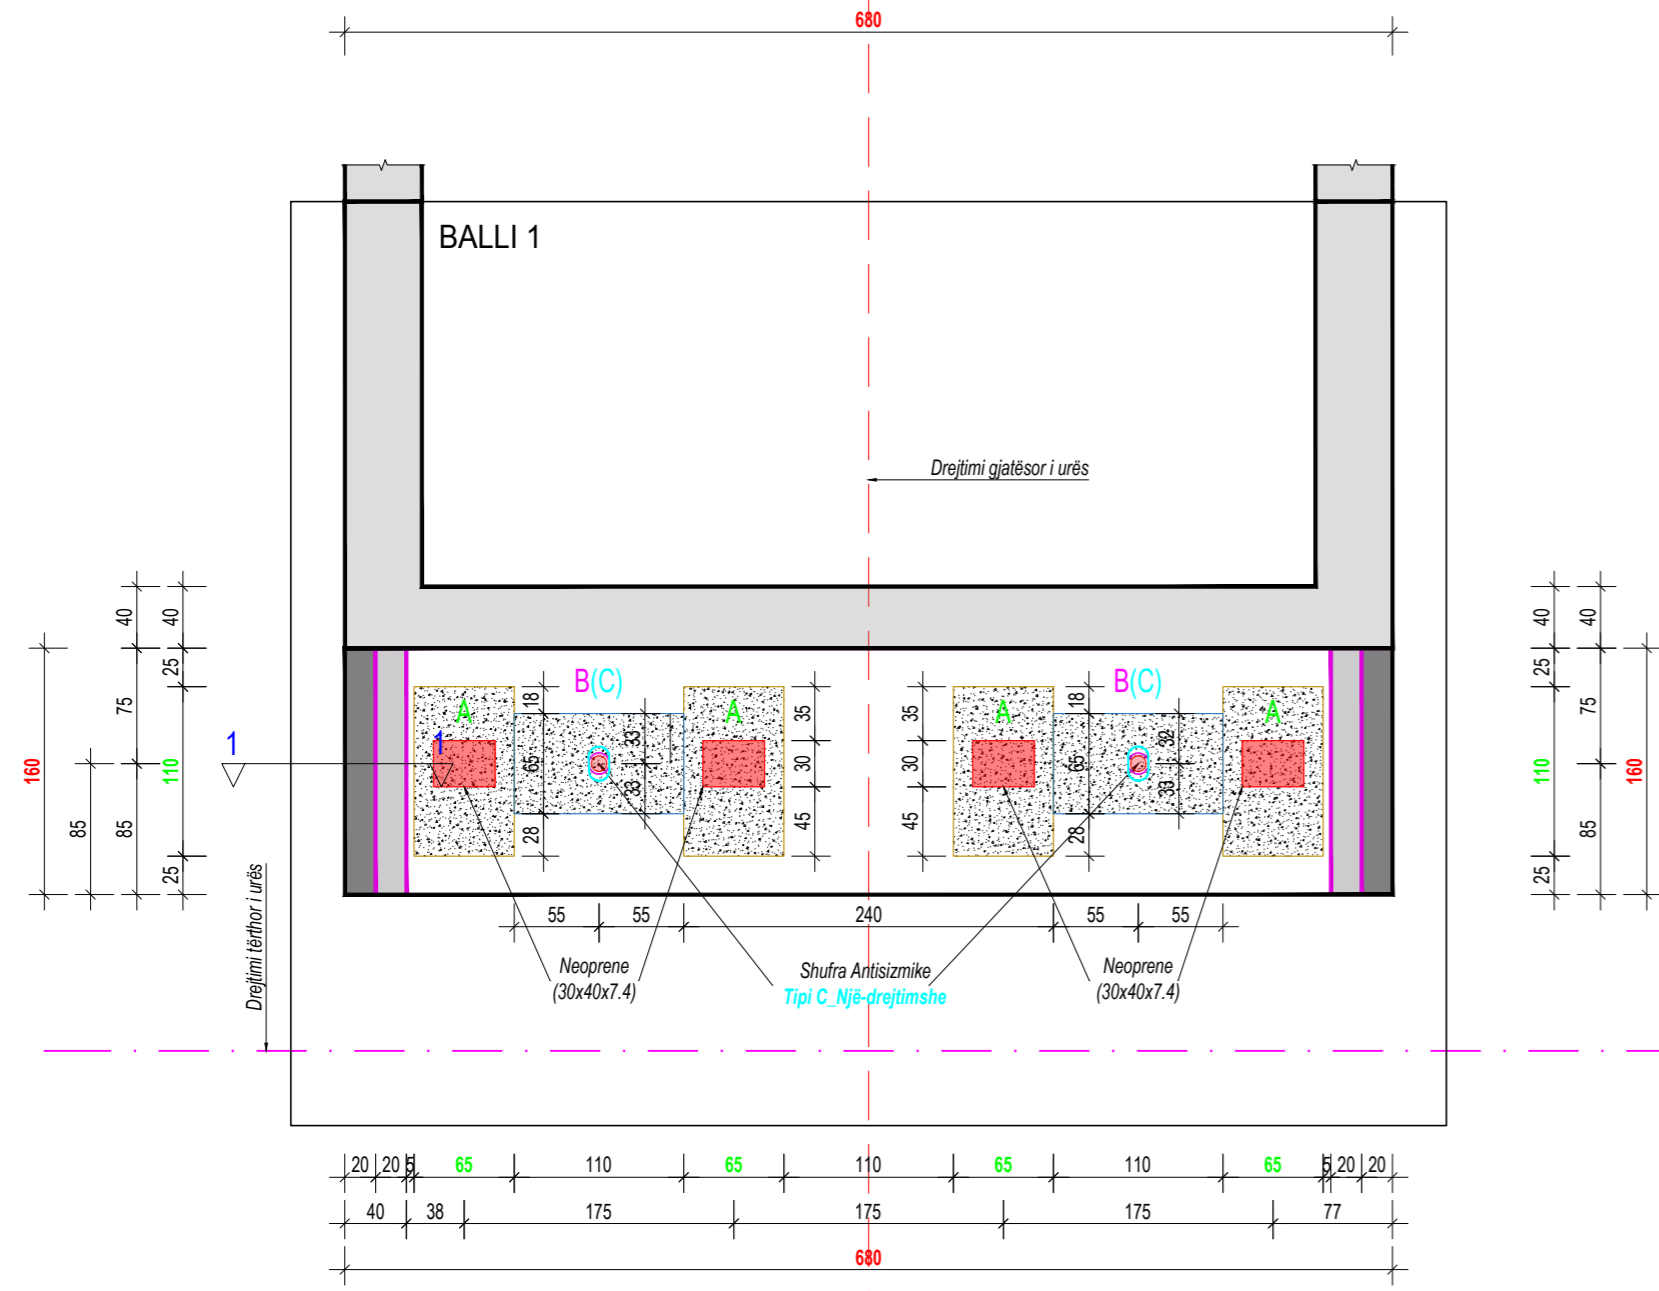 680
BALLI 1
Drejtimi gjatësor i urës
40
40
25
75
160
110
85
85
25
1
1
B(C)
B(C)
A
A
A
A
18
65
28
33
33
35
30
45
35
30
45
18
65
28
32
33
40
40
25
75
110
160
85
25
55
55
240
55
55
Drejtimi tërthor i urës
Neoprene
(30x40x7.4)
Shufra Antisizmike
Tipi C_Një-drejtimshe
Neoprene
(30x40x7.4)
20 20 5 65 110 65 110 65 110 65 5 20 20
40 38 175 175 175 77
680